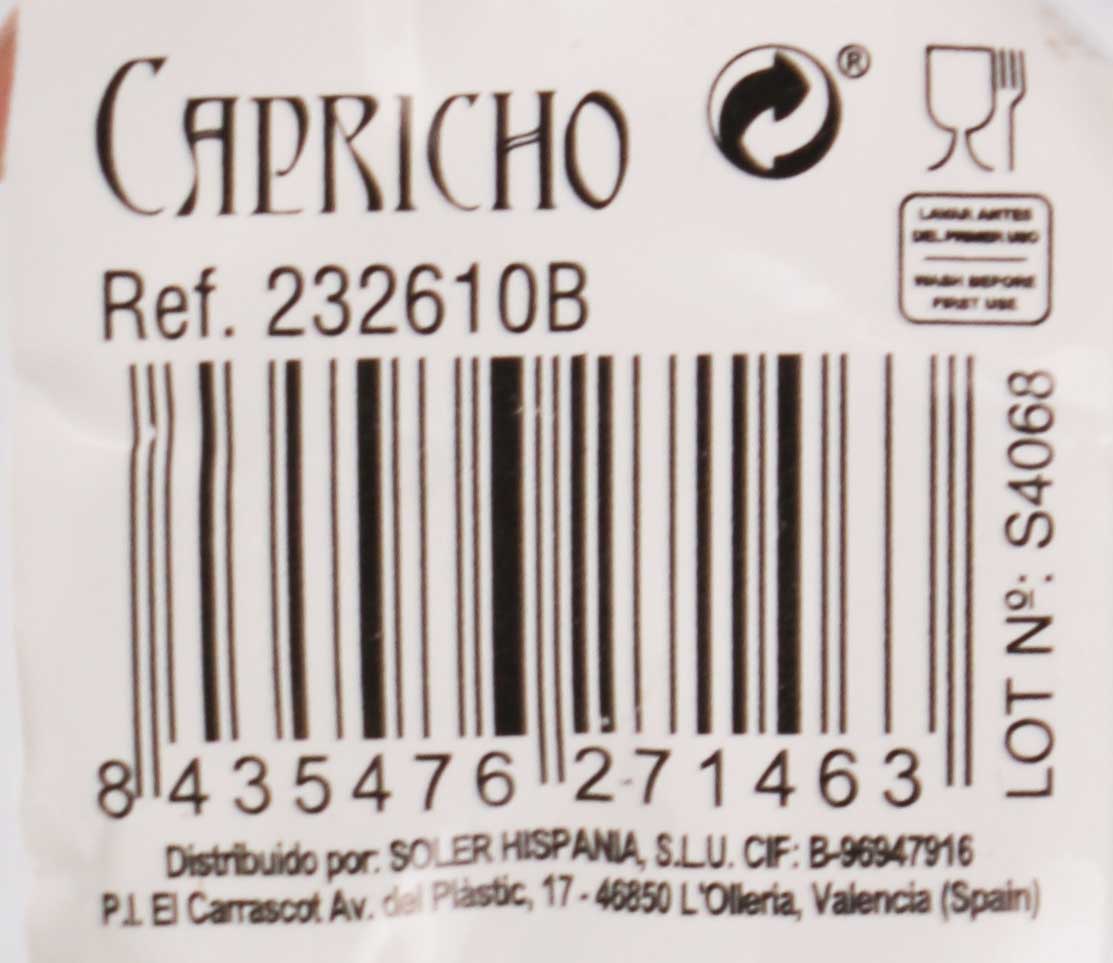 CAPRICHO
®
LAVAR ANTES
DEL PRIMER USO
WASH BEFORE
FIRST USE
Ref. 232610B
LOT Nº: S4068
8 435476 271463
Distribuido por: SOLER HISPANIA, S.L.U. CIF: B-96947916
P.I. El Carrascot Av. del Plàstic, 17 - 46850 L'Olleria, Valencia (Spain)